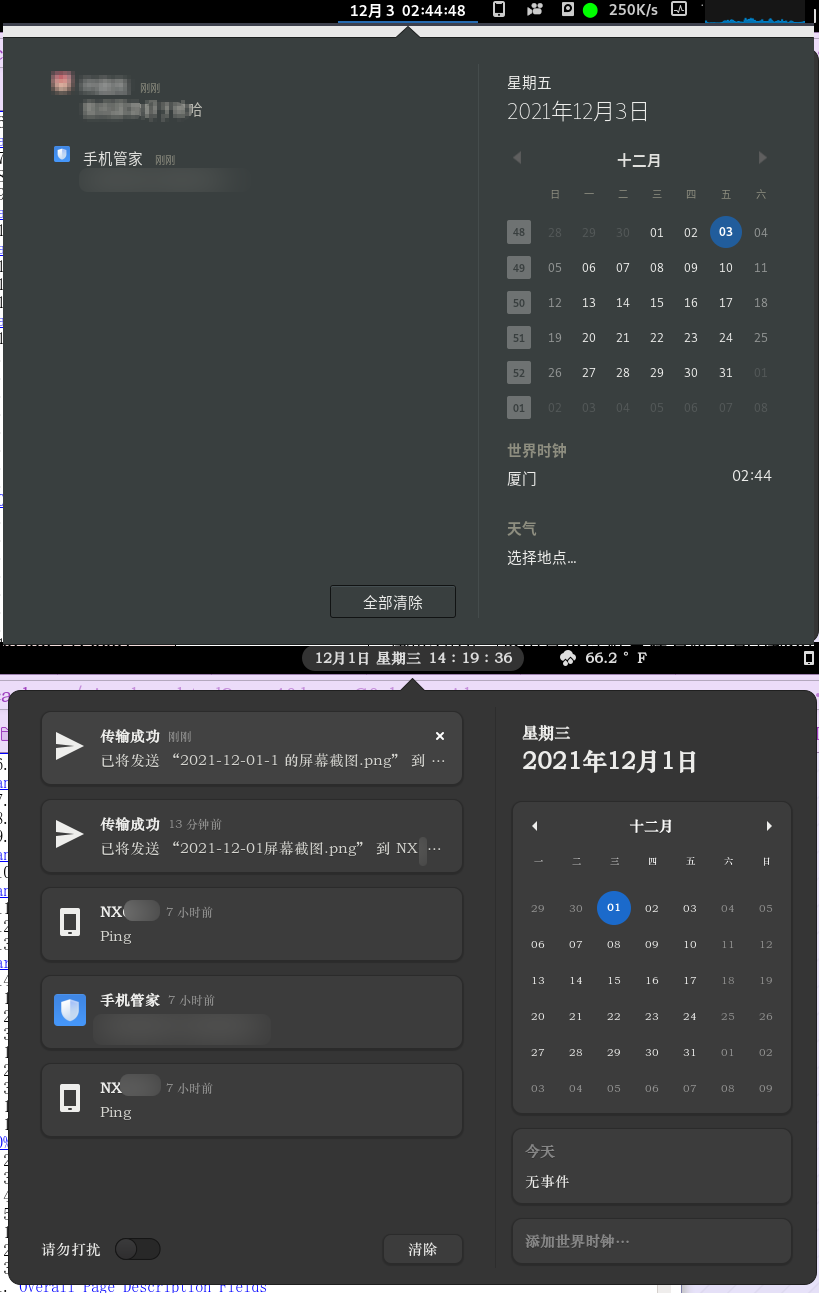 12月3 02:44:48
250K/s
刚刚
哈
手机管家 刚刚
全部清除
星期五
2021年12月3日
十二月
日 一 二 三 四 五 六
48 28 29 30 01 02 03 04
49 05 06 07 08 09 10 11
50 12 13 14 15 16 17 18
51 19 20 21 22 23 24 25
52 26 27 28 29 30 31 01
01 02 03 04 05 06 07 08
世界时钟
厦门 02:44
天气
选择地点…
12月1日 星期三 14：19：36
66.2 ° F
传输成功 刚刚
已将发送 “2021-12-01-1 的屏幕截图.png” 到 …
传输成功 13 分钟前
已将发送 “2021-12-01屏幕截图.png” 到 NX …
NX 7 小时前
Ping
手机管家 7 小时前
NX 7 小时前
Ping
请勿打扰
清除
星期三
2021年12月1日
十二月
一 二 三 四 五 六 日
29 30 01 02 03 04 05
06 07 08 09 10 11 12
13 14 15 16 17 18 19
20 21 22 23 24 25 26
27 28 29 30 31 01 02
03 04 05 06 07 08 09
今天
无事件
添加世界时钟…
Overall Page Description Fields